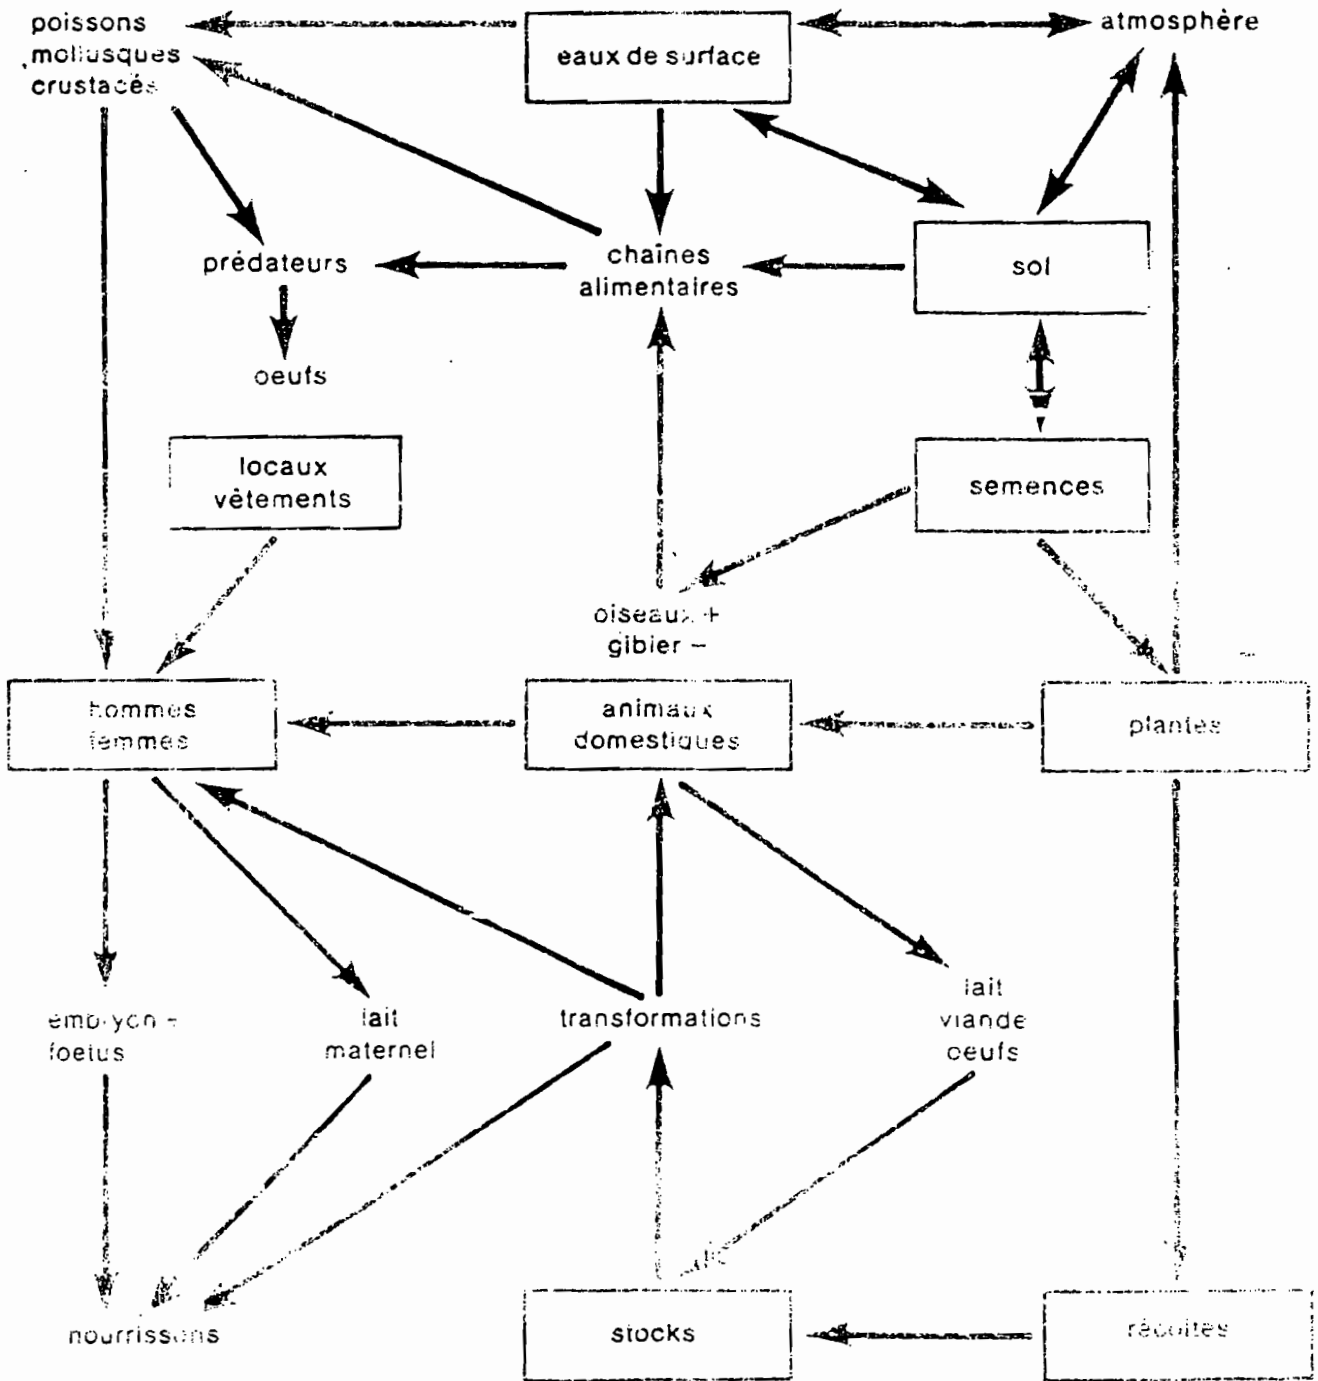 poissons
mollusques
crustacés
eaux de surface
atmosphère
prédateurs
chaînes
alimentaires
sol
oeufs
locaux
vêtements
semences
oiseaux +
gibier –
hommes
femmes
animaux
domestiques
plantes
embryon –
foetus
lait
maternel
transformations
lait
viande
oeufs
nourrissons
stocks
récoltes